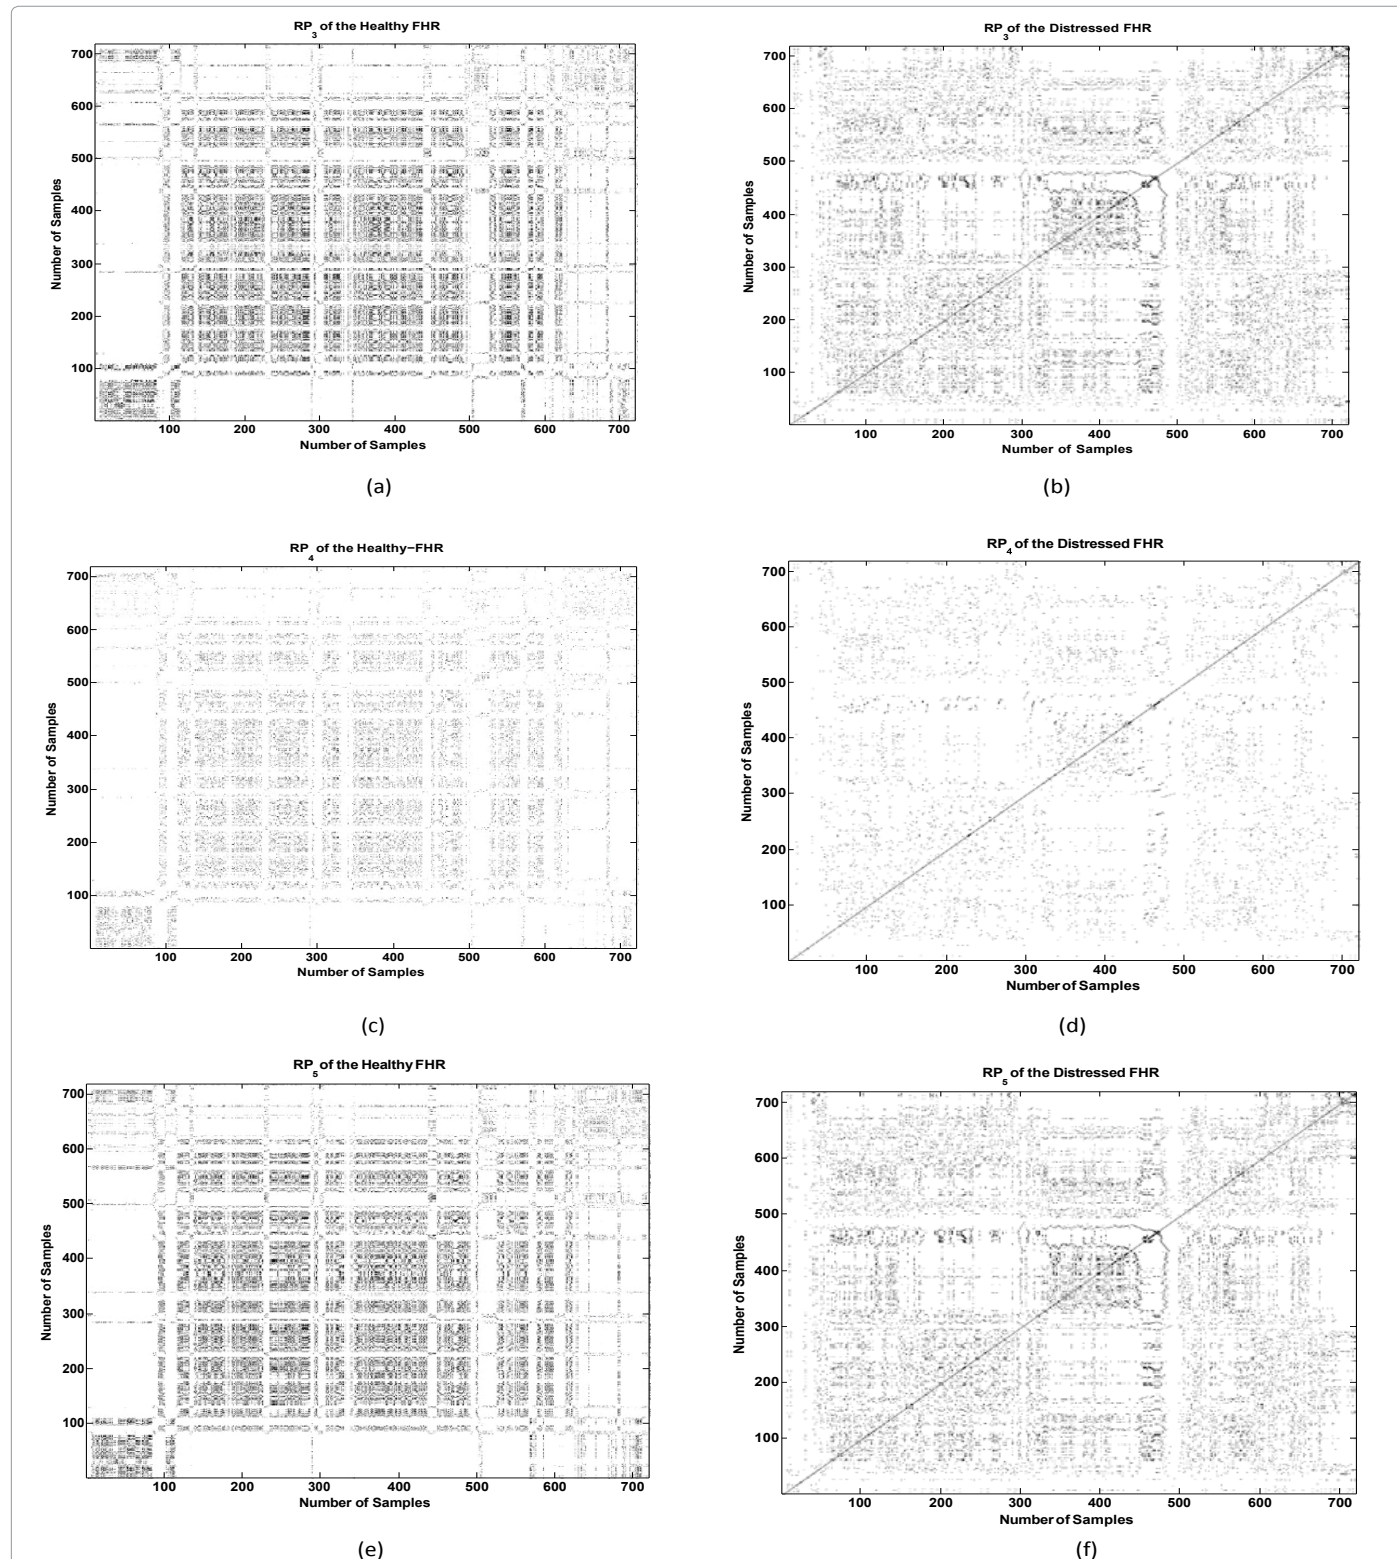 RP3 of the Healthy FHR
700
600
500
400
300
200
100
Number of Samples
100 200 300 400 500 600 700
Number of Samples
(a)
RP3 of the Distressed FHR
700
600
500
400
300
200
100
Number of Samples
100 200 300 400 500 600 700
Number of Samples
(b)
RP4 of the Healthy-FHR
700
600
500
400
300
200
100
Number of Samples
100 200 300 400 500 600 700
Number of Samples
(c)
RP4 of the Distressed FHR
700
600
500
400
300
200
100
Number of Samples
100 200 300 400 500 600 700
Number of Samples
(d)
RP5 of the Healthy FHR
700
600
500
400
300
200
100
Number of Samples
100 200 300 400 500 600 700
Number of Samples
(e)
RP5 of the Distressed FHR
700
600
500
400
300
200
100
Number of Samples
100 200 300 400 500 600 700
Number of Samples
(f)